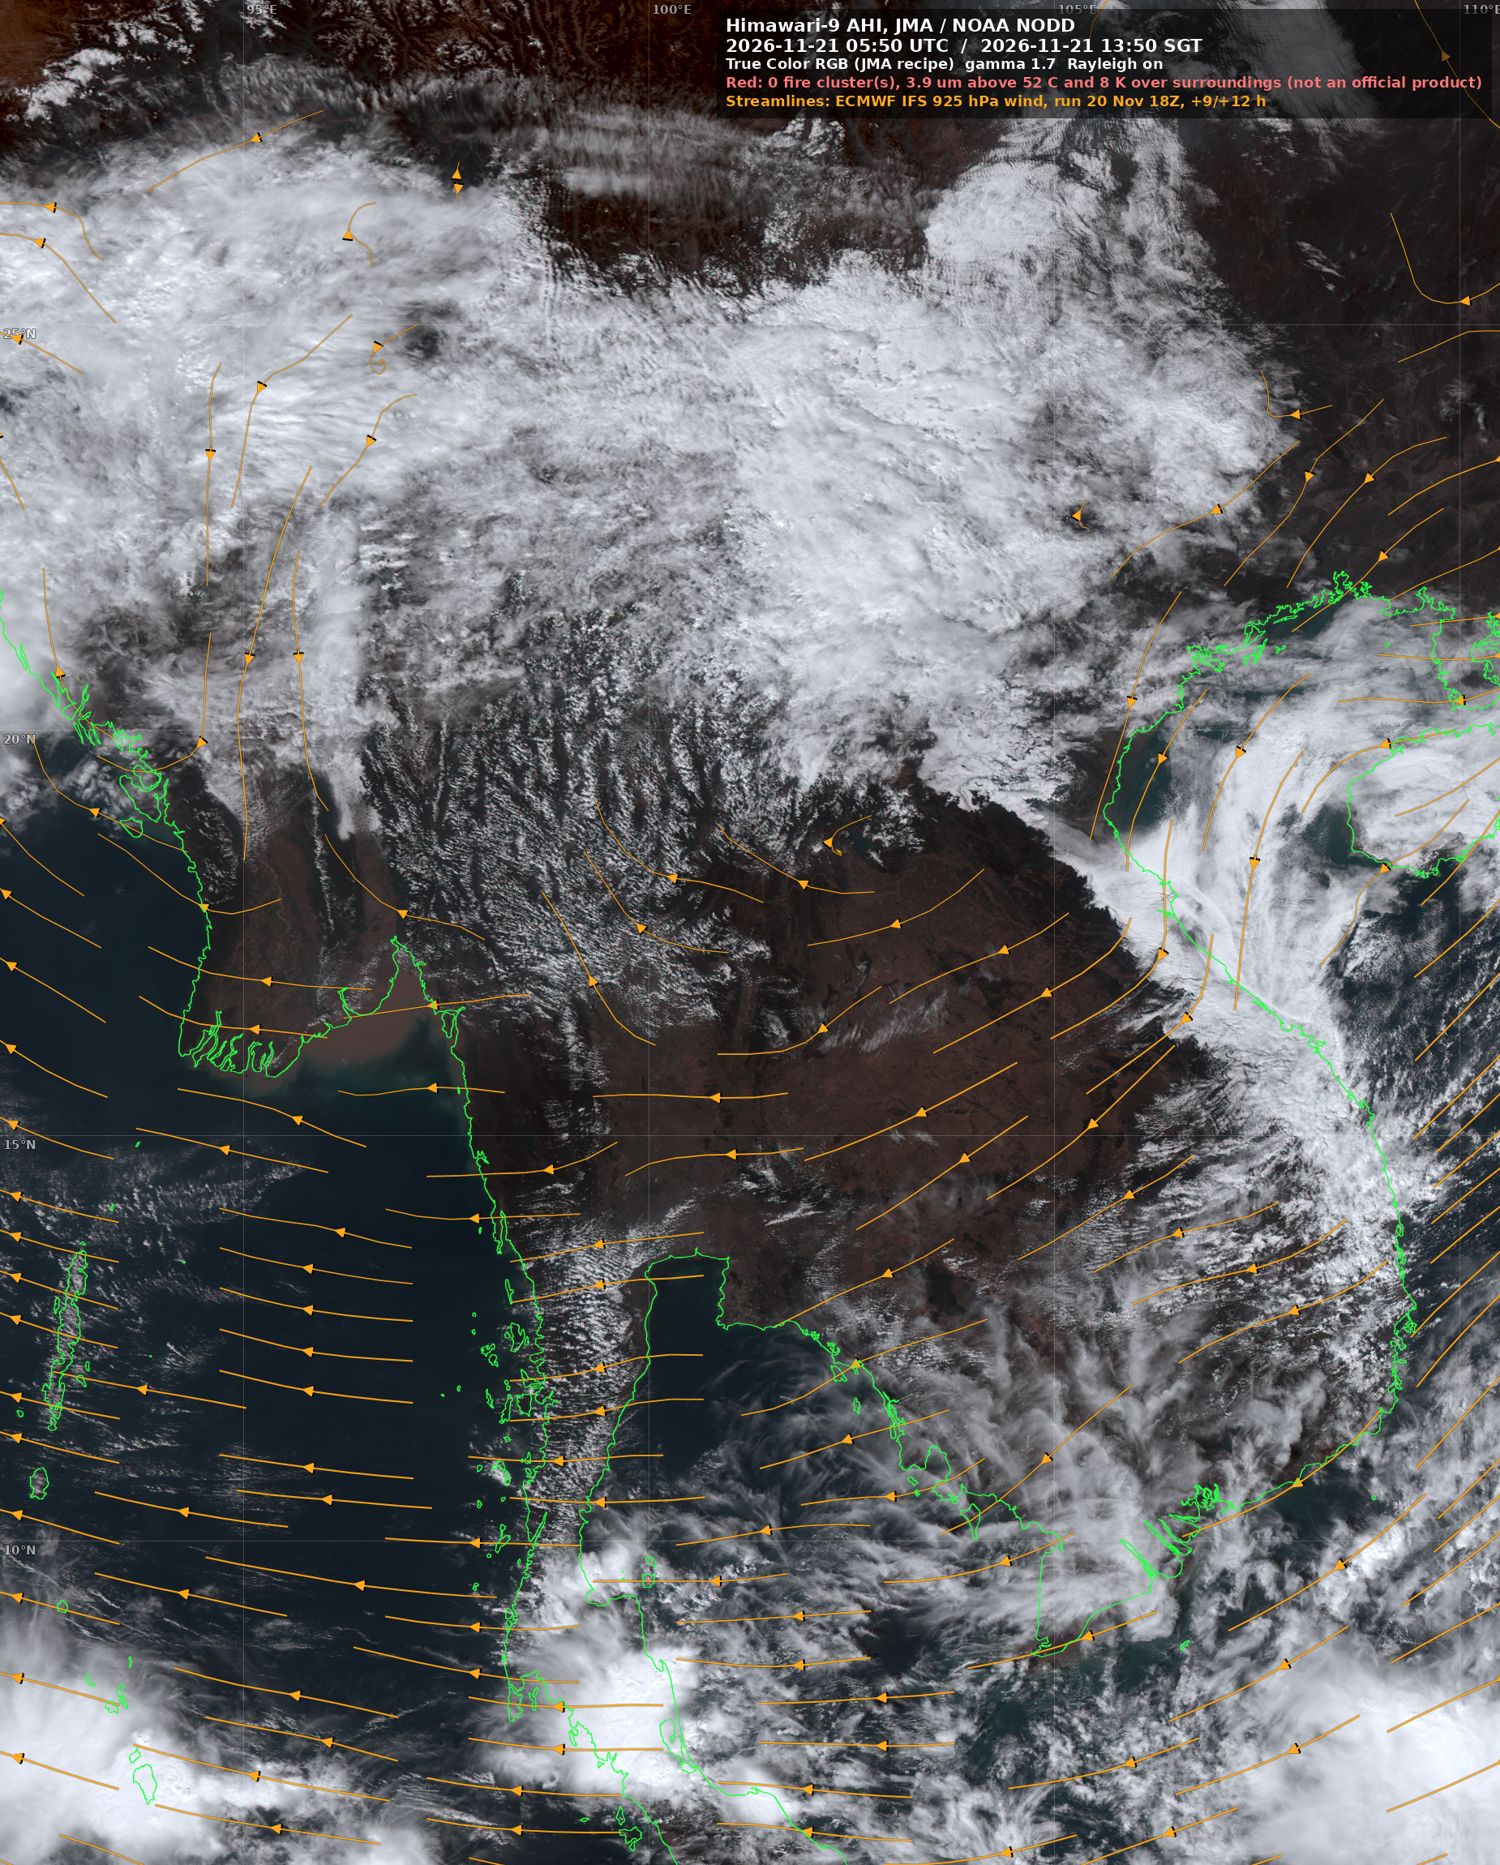 95°E
100°E
105°E
110°E
Himawari-9 AHI, JMA / NOAA NODD
2026-11-21 05:50 UTC / 2026-11-21 13:50 SGT
True Color RGB (JMA recipe) gamma 1.7 Rayleigh on
Red: 0 fire cluster(s), 3.9 um above 52 C and 8 K over surroundings (not an official product)
Streamlines: ECMWF IFS 925 hPa wind, run 20 Nov 18Z, +9/+12 h
25°N
20°N
15°N
10°N